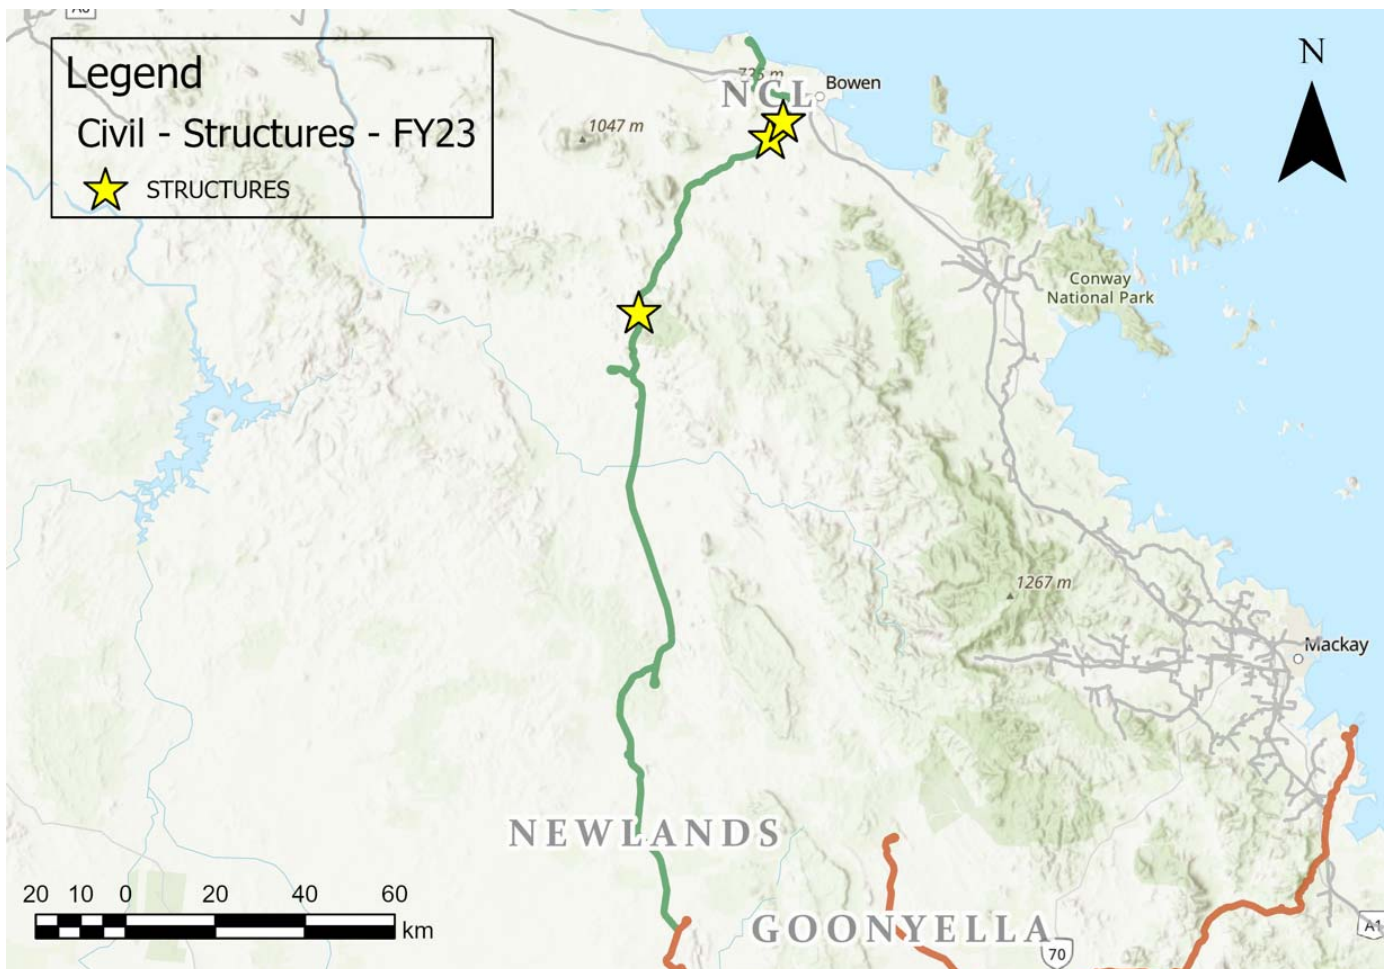 Legend
Civil - Structures - FY23
STRUCTURES
N
735 m
NCL
Bowen
1047 m
Conway
National Park
1267 m
Mackay
NEWLANDS
GOONYELLA
70
A1
20 10 0 20 40 60
km